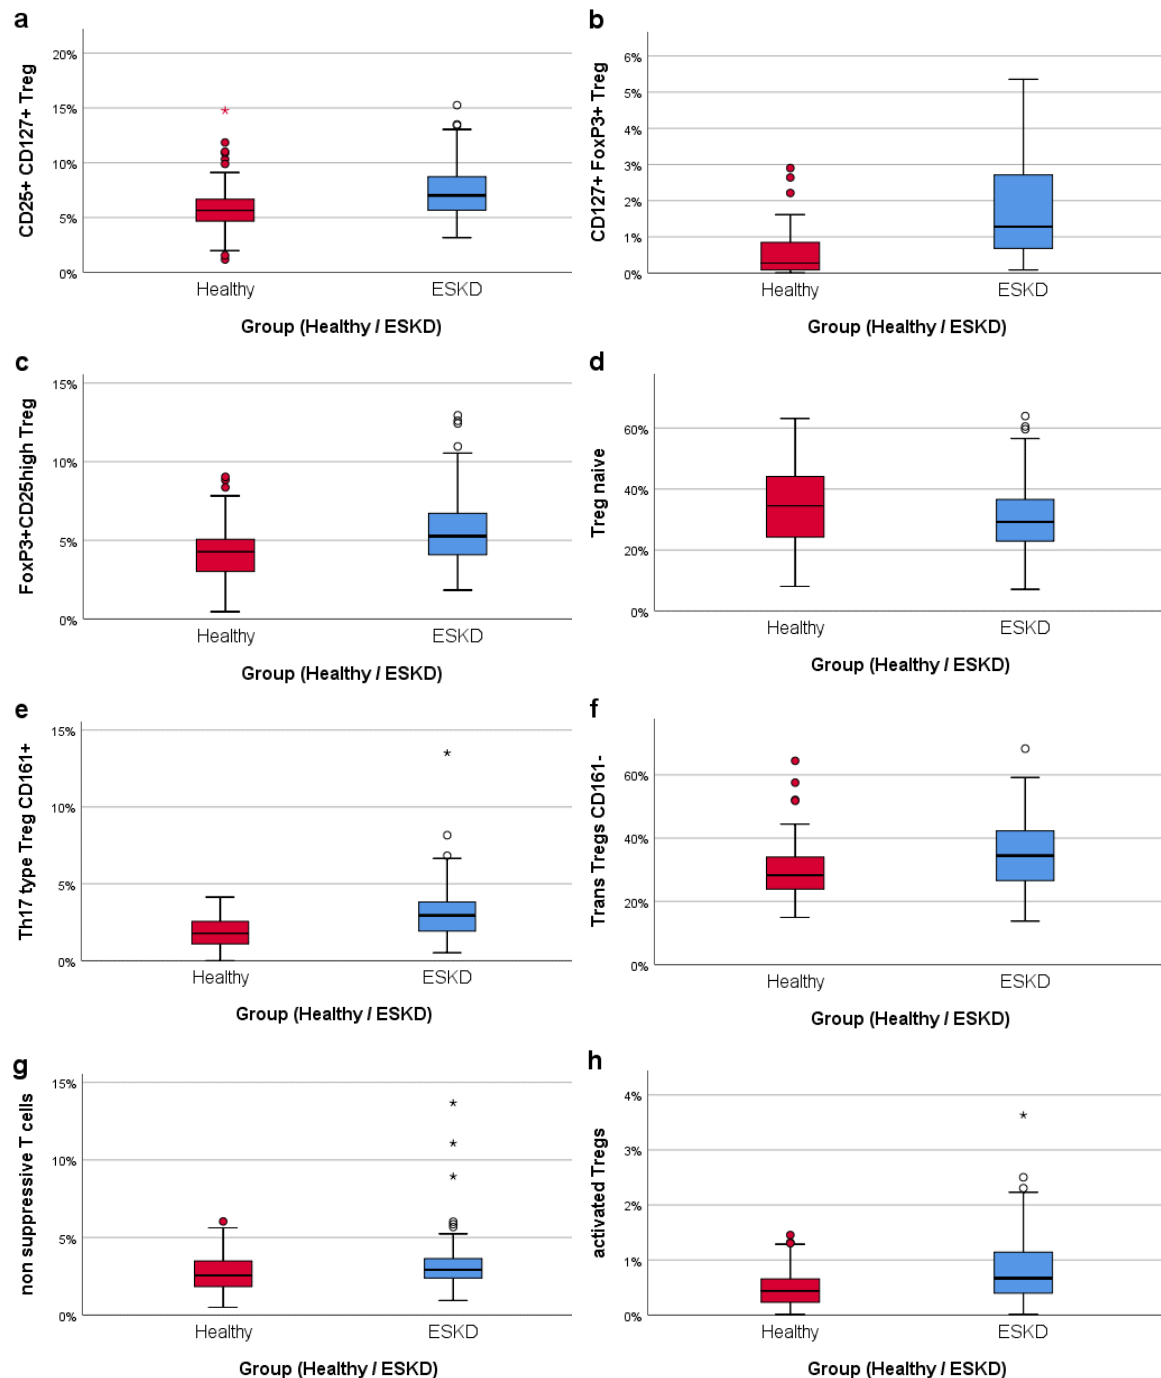 a
CD25+ CD127+ Treg
20%
15%
10%
5%
0%
Healthy
ESKD
Group (Healthy / ESKD)
b
CD127+ FoxP3+ Treg
6%
5%
4%
3%
2%
1%
0%
Healthy
ESKD
Group (Healthy / ESKD)
c
FoxP3+CD25high Treg
15%
10%
5%
0%
Healthy
ESKD
Group (Healthy / ESKD)
d
Treg naive
60%
40%
20%
0%
Healthy
ESKD
Group (Healthy / ESKD)
e
Th17 type Treg CD161+
15%
10%
5%
0%
Healthy
ESKD
Group (Healthy / ESKD)
f
Trans Tregs CD161-
60%
40%
20%
0%
Healthy
ESKD
Group (Healthy / ESKD)
g
non suppressive T cells
15%
10%
5%
0%
Healthy
ESKD
Group (Healthy / ESKD)
h
activated Tregs
4%
3%
2%
1%
0%
Healthy
ESKD
Group (Healthy / ESKD)